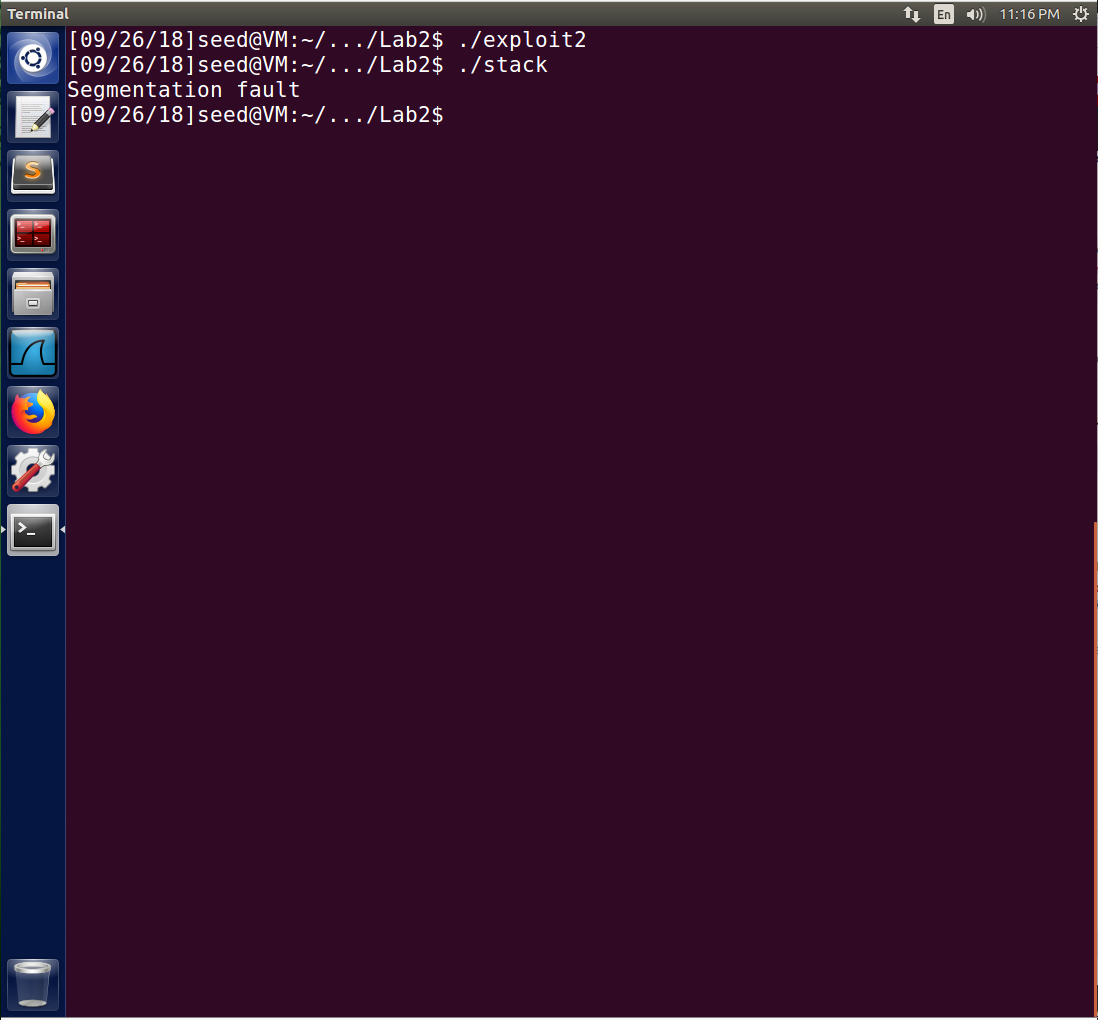 Terminal
En
11:16 PM
[09/26/18]seed@VM:~/.../Lab2$ ./exploit2
[09/26/18]seed@VM:~/.../Lab2$ ./stack
Segmentation fault
[09/26/18]seed@VM:~/.../Lab2$